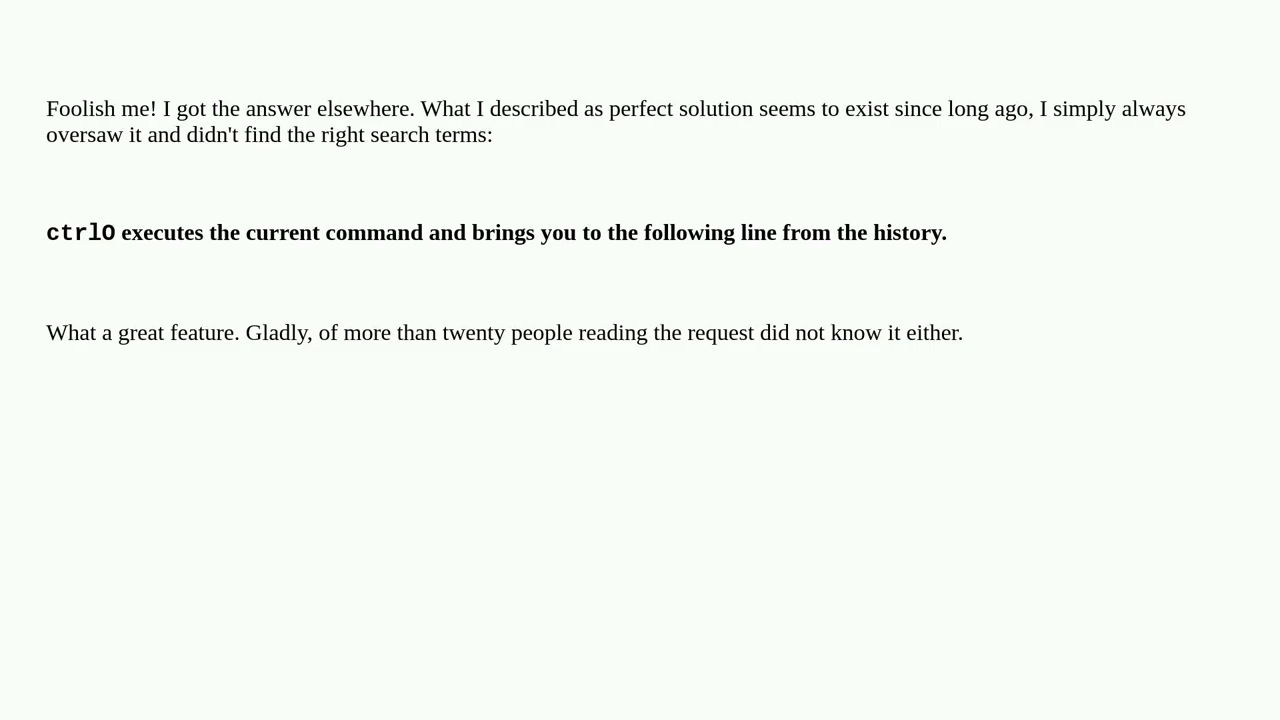 Foolish me! I got the answer elsewhere. What I described as perfect solution seems to exist since long ago, I simply always
oversaw it and didn't find the right search terms:
ctrlO executes the current command and brings you to the following line from the history.
What a great feature. Gladly, of more than twenty people reading the request did not know it either.